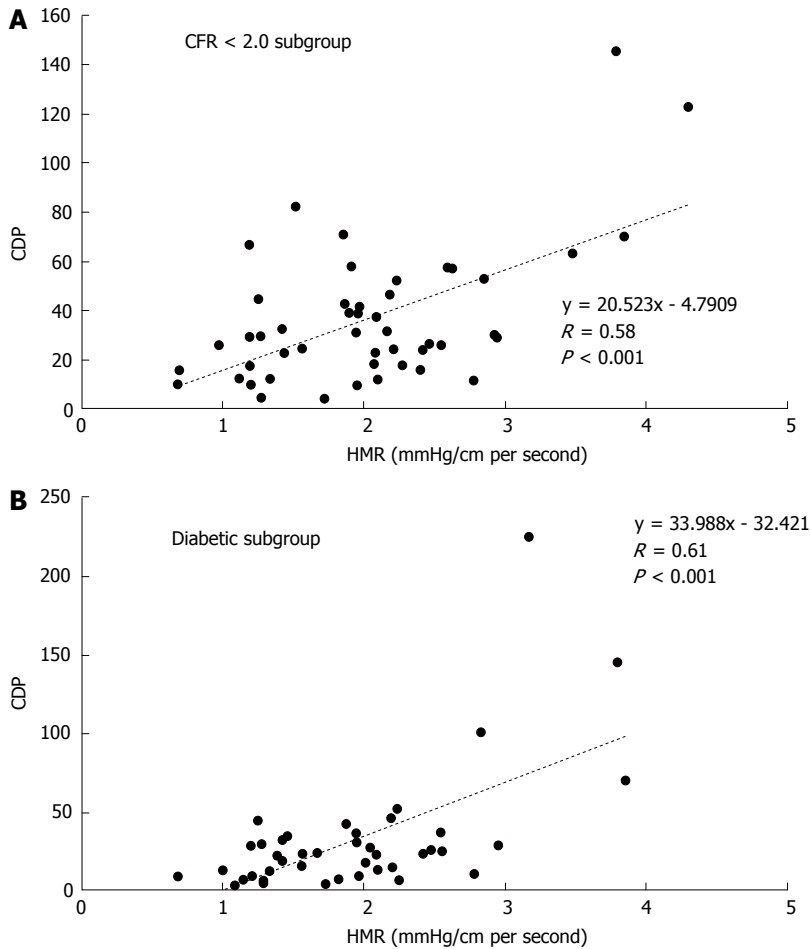 A
CFR < 2.0 subgroup
160
140
120
100
80
60
40
20
0
CDP
y = 20.523x - 4.7909
R = 0.58
P < 0.001
0 1 2 3 4 5
HMR (mmHg/cm per second)
B
Diabetic subgroup
250
200
150
100
50
0
CDP
y = 33.988x - 32.421
R = 0.61
P < 0.001
0 1 2 3 4 5
HMR (mmHg/cm per second)